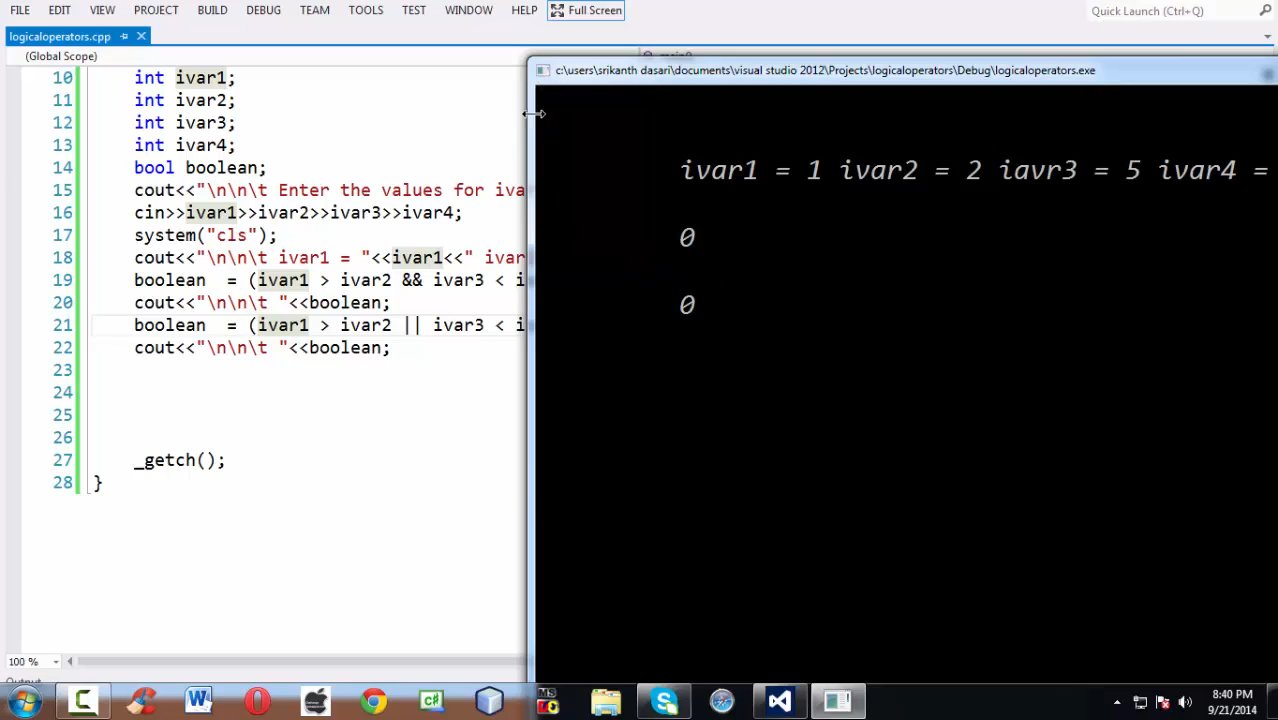 FILE EDIT VIEW PROJECT BUILD DEBUG TEAM TOOLS TEST WINDOW HELP Full Screen Quick Launch (Ctrl+Q)
logicaloperators.cpp
(Global Scope)
10 int ivar1;
11 int ivar2;
12 int ivar3;
13 int ivar4;
14 bool boolean;
15 cout<<"\n\n\t Enter the values for iva
16 cin>>ivar1>>ivar2>>ivar3>>ivar4;
17 system("cls");
18 cout<<"\n\n\t ivar1 = "<<ivar1<<" ivar
19 boolean = (ivar1 > ivar2 && ivar3 < i
20 cout<<"\n\n\t "<<boolean;
21 boolean = (ivar1 > ivar2 || ivar3 < i
22 cout<<"\n\n\t "<<boolean;
23
24
25
26
27 _getch();
28 }
100 %
c:\users\srikanth dasari\documents\visual studio 2012\Projects\logicaloperators\Debug\logicaloperators.exe
ivar1 = 1 ivar2 = 2 iavr3 = 5 ivar4 =
0
0
8:40 PM
9/21/2014